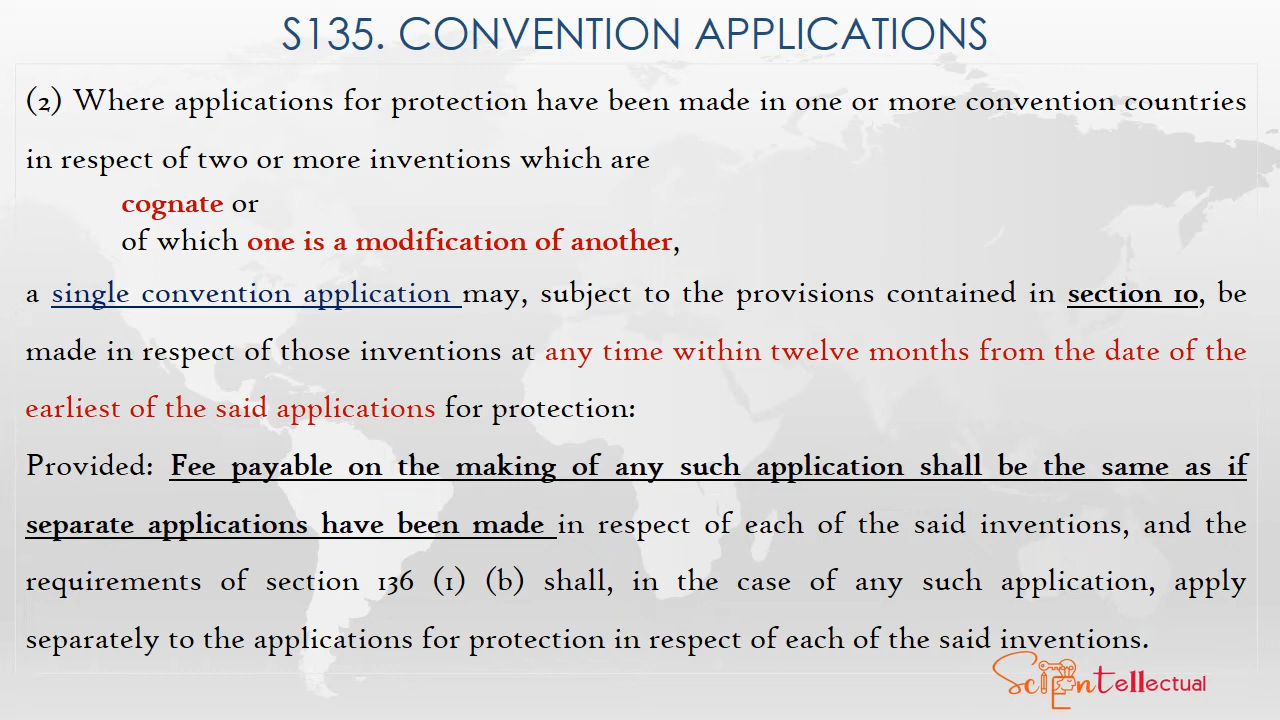 S135. CONVENTION APPLICATIONS
(2) Where applications for protection have been made in one or more convention countries
in respect of two or more inventions which are
cognate or
of which one is a modification of another,
a single convention application may, subject to the provisions contained in section 10, be
made in respect of those inventions at any time within twelve months from the date of the
earliest of the said applications for protection:
Provided: Fee payable on the making of any such application shall be the same as if
separate applications have been made in respect of each of the said inventions, and the
requirements of section 136 (1) (b) shall, in the case of any such application, apply
separately to the applications for protection in respect of each of the said inventions.
Scientellectual